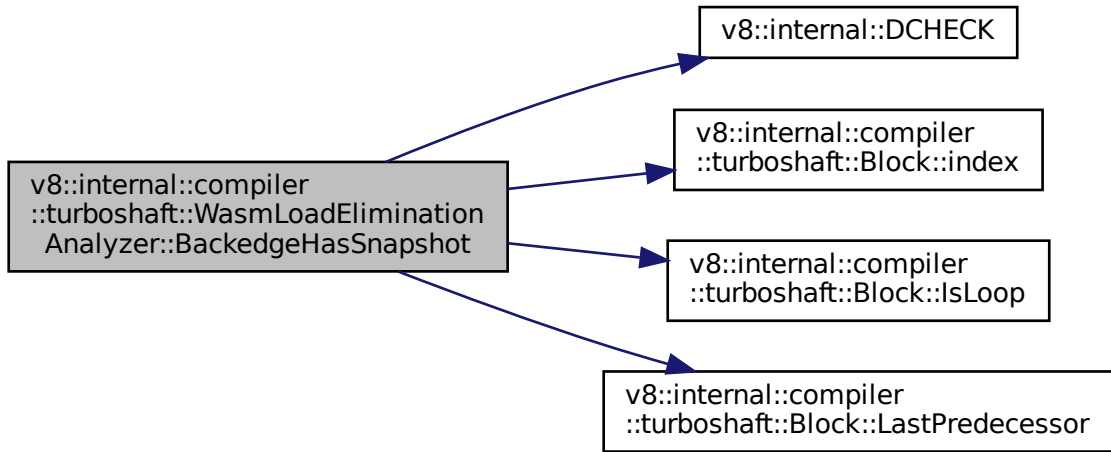 v8::internal::DCHECK
v8::internal::compiler
::turboshaft::Block::index
v8::internal::compiler
::turboshaft::WasmLoadElimination
Analyzer::BackedgeHasSnapshot
v8::internal::compiler
::turboshaft::Block::IsLoop
v8::internal::compiler
::turboshaft::Block::LastPredecessor